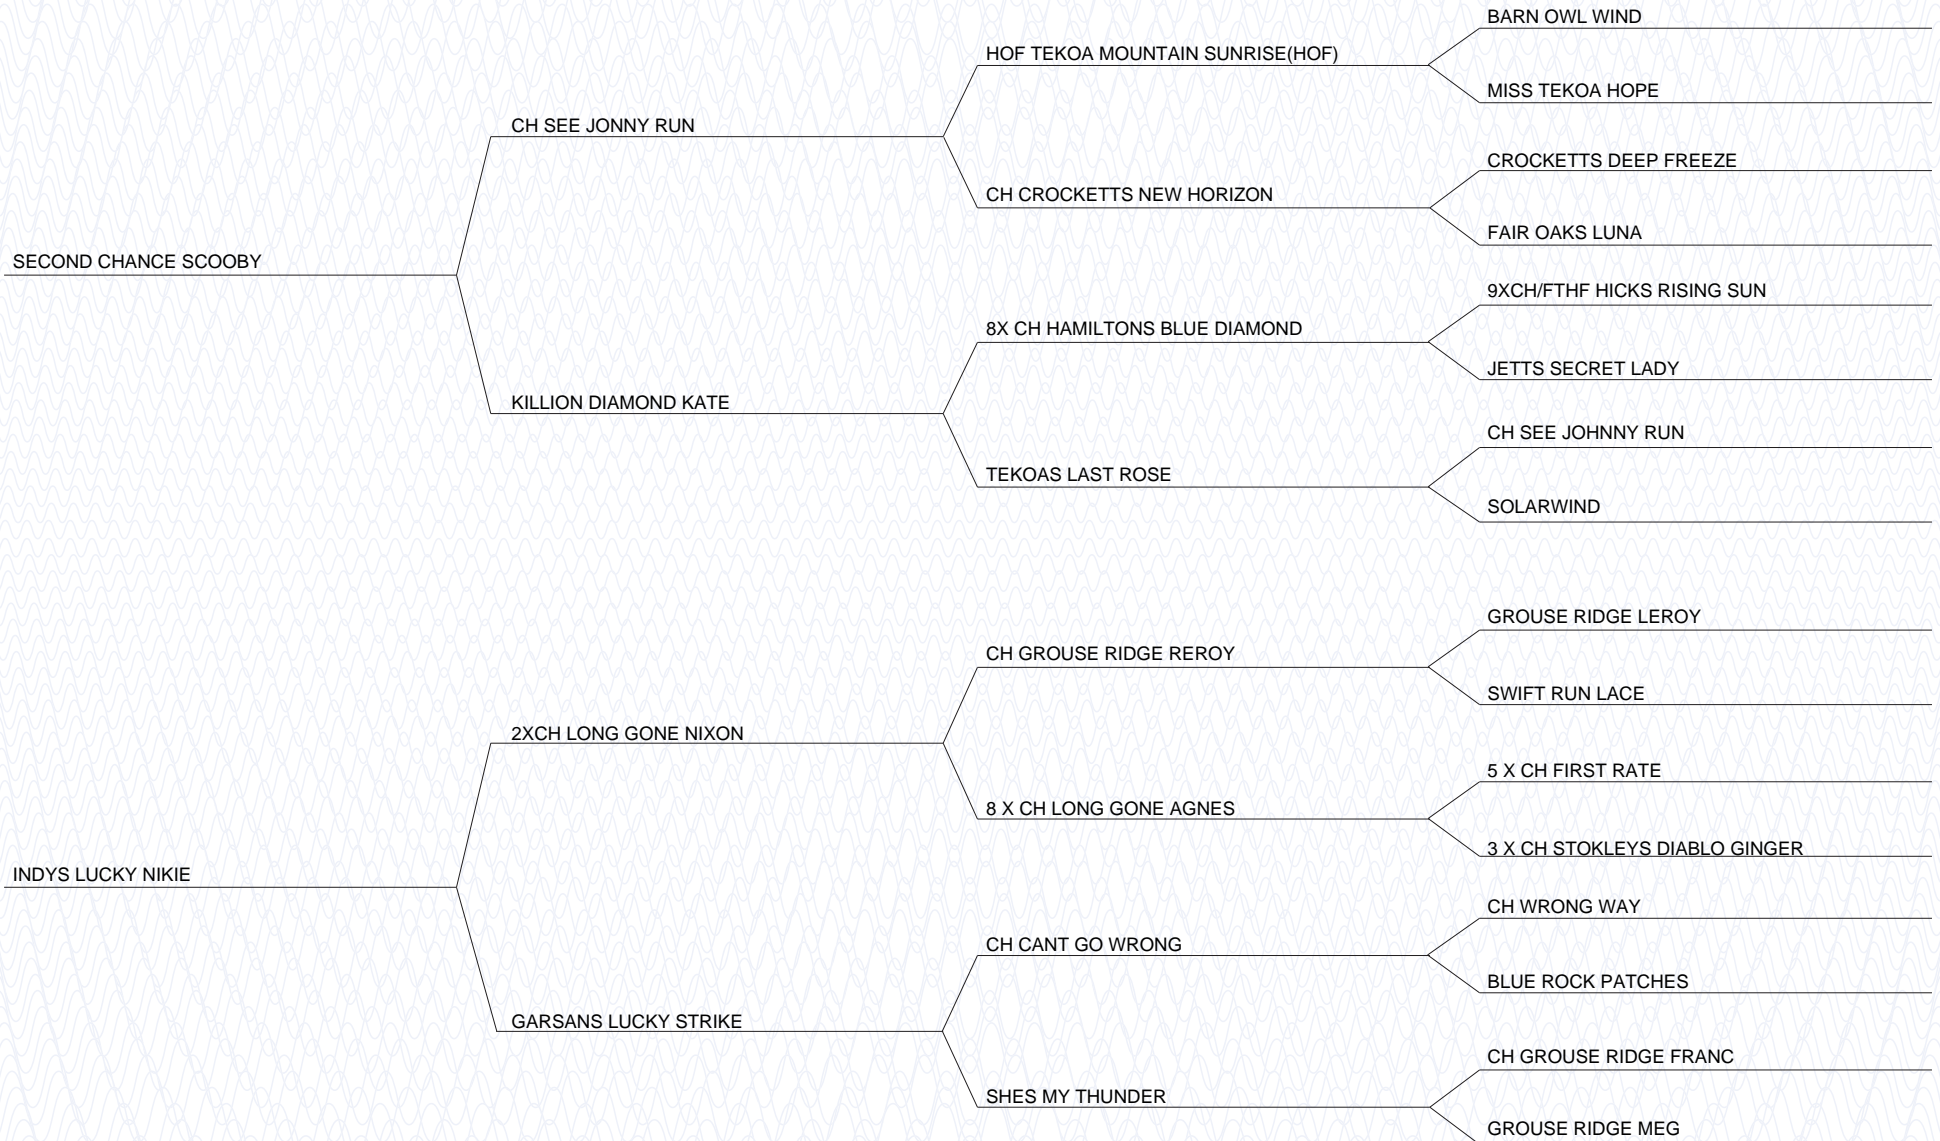 BARN OWL WIND
HOF TEKOA MOUNTAIN SUNRISE(HOF)
MISS TEKOA HOPE
CH SEE JONNY RUN
CROCKETTS DEEP FREEZE
CH CROCKETTS NEW HORIZON
FAIR OAKS LUNA
SECOND CHANCE SCOOBY
9XCH/FTHF HICKS RISING SUN
8X CH HAMILTONS BLUE DIAMOND
JETTS SECRET LADY
KILLION DIAMOND KATE
CH SEE JOHNNY RUN
TEKOAS LAST ROSE
SOLARWIND
GROUSE RIDGE LEROY
CH GROUSE RIDGE REROY
SWIFT RUN LACE
2XCH LONG GONE NIXON
5 X CH FIRST RATE
8 X CH LONG GONE AGNES
3 X CH STOKLEYS DIABLO GINGER
INDYS LUCKY NIKIE
CH WRONG WAY
CH CANT GO WRONG
BLUE ROCK PATCHES
GARSANS LUCKY STRIKE
CH GROUSE RIDGE FRANC
SHES MY THUNDER
GROUSE RIDGE MEG